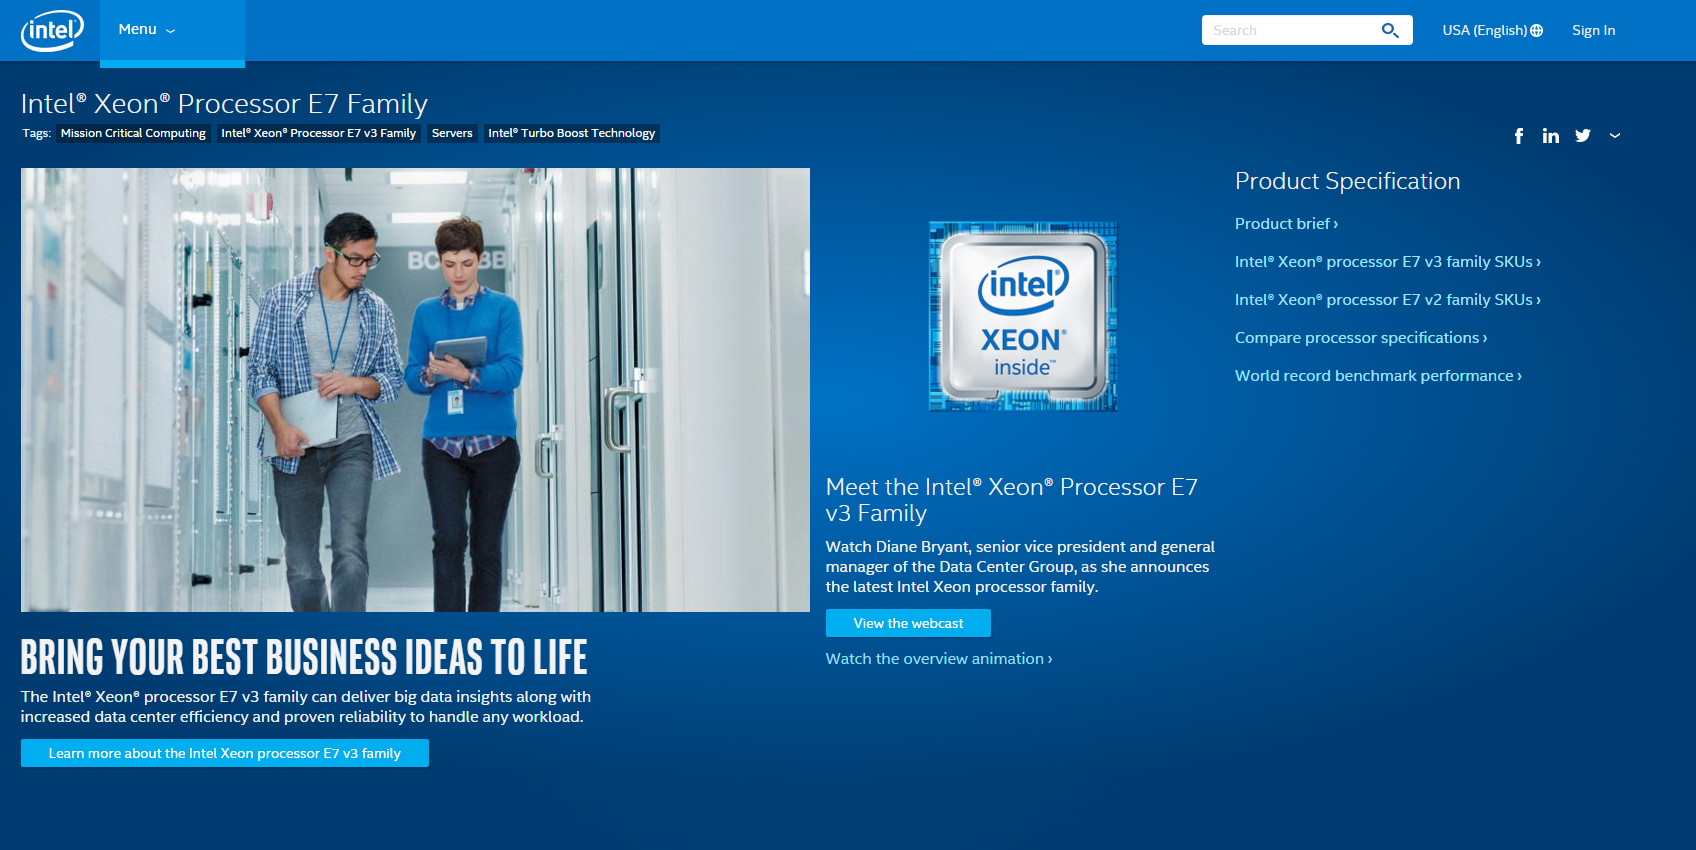 intel
Menu
Search
USA (English)
Sign In
Intel® Xeon® Processor E7 Family
Tags: Mission Critical Computing Intel® Xeon® Processor E7 v3 Family Servers Intel® Turbo Boost Technology
f in
Product Specification
Product brief ›
Intel® Xeon® processor E7 v3 family SKUs ›
Intel® Xeon® processor E7 v2 family SKUs ›
Compare processor specifications ›
World record benchmark performance ›
intel®
XEON®
inside™
Meet the Intel® Xeon® Processor E7
v3 Family
Watch Diane Bryant, senior vice president and general
manager of the Data Center Group, as she announces
the latest Intel Xeon processor family.
View the webcast
Watch the overview animation ›
BRING YOUR BEST BUSINESS IDEAS TO LIFE
The Intel® Xeon® processor E7 v3 family can deliver big data insights along with
increased data center efficiency and proven reliability to handle any workload.
Learn more about the Intel Xeon processor E7 v3 family